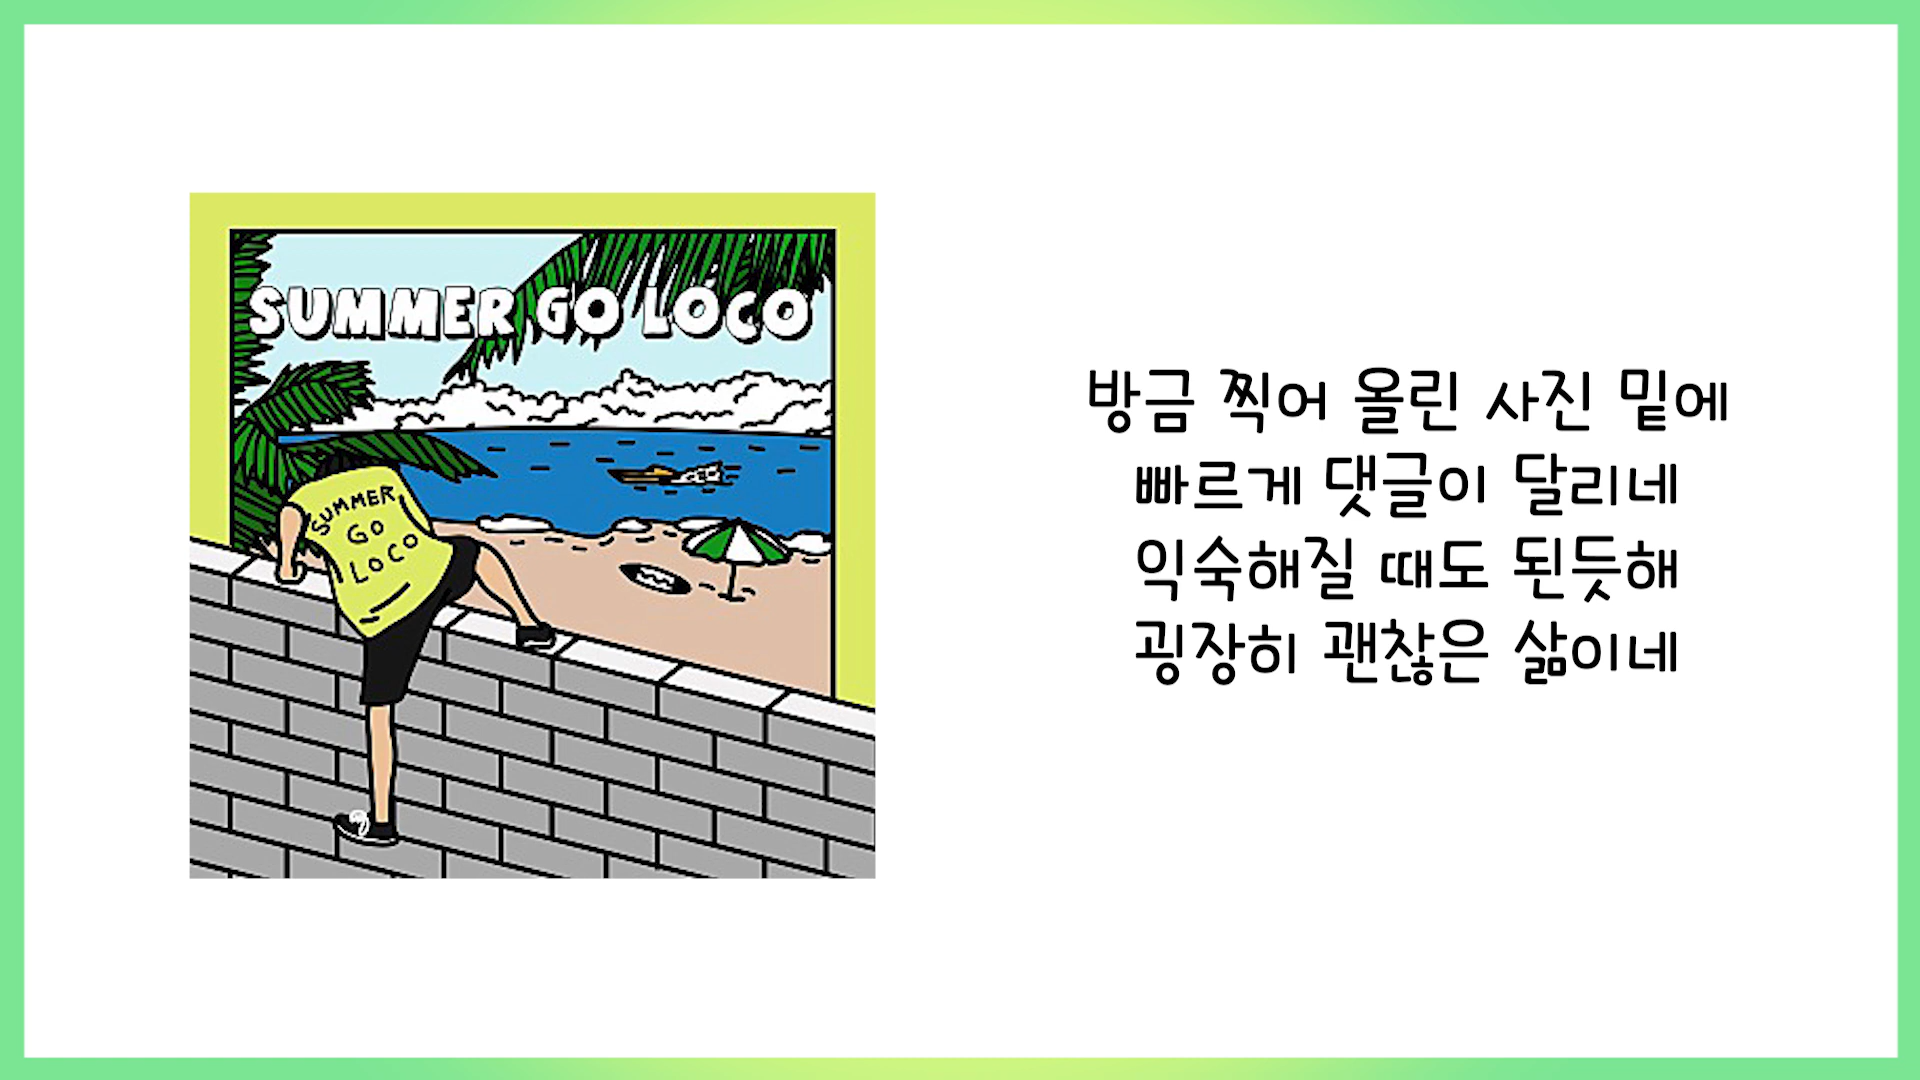 SUMMER GO LOCO
SUMMER
GO
LOCO
방금 찍어 올린 사진 밑에
빠르게 댓글이 달리네
익숙해질 때도 된듯해
굉장히 괜찮은 삶이네